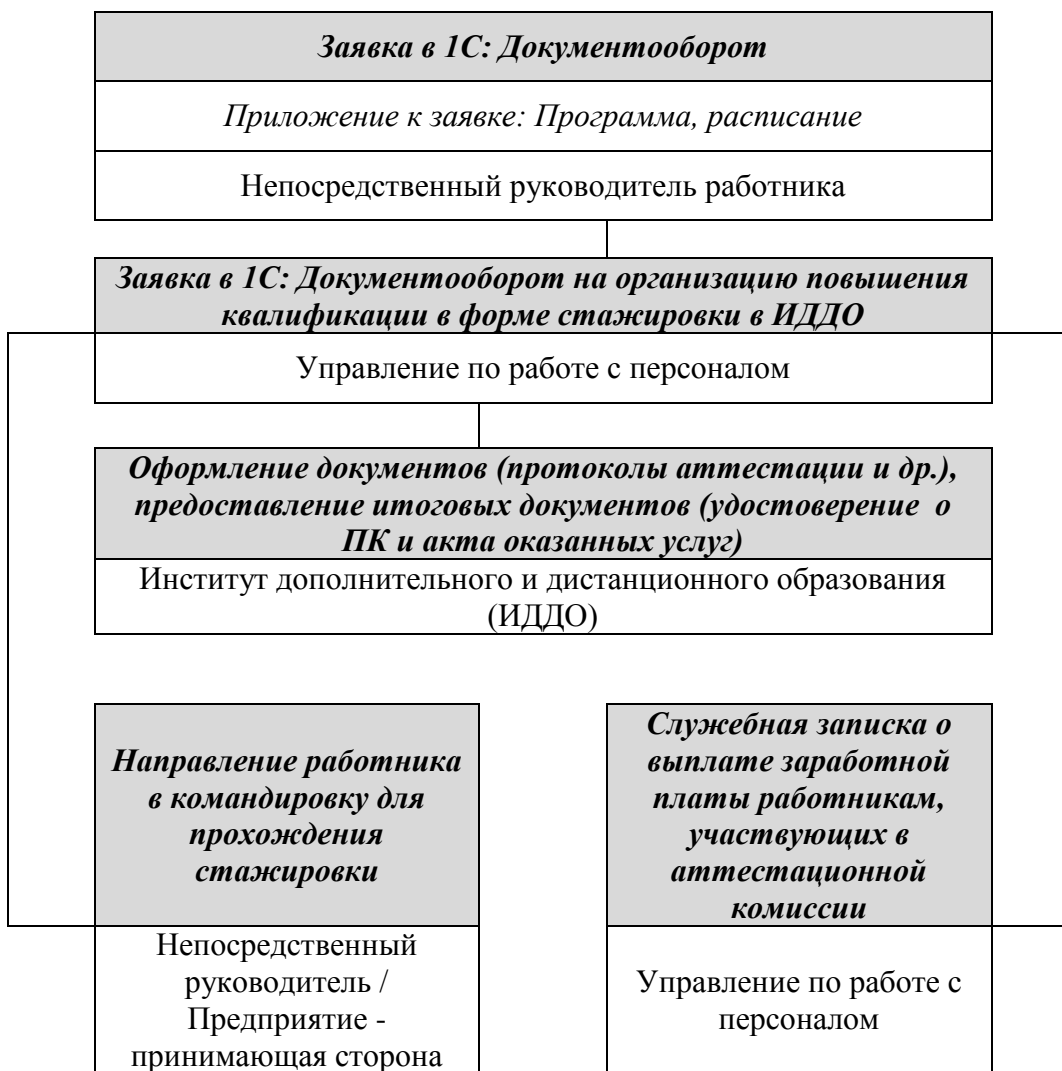 Заявка в 1С: Документооборот
Приложение к заявке: Программа, расписание
Непосредственный руководитель работника
Заявка в 1С: Документооборот на организацию повышения
квалификации в форме стажировки в ИДДО
Управление по работе с персоналом
Оформление документов (протоколы аттестации и др.),
предоставление итоговых документов (удостоверение о
ПК и акта оказанных услуг)
Институт дополнительного и дистанционного образования
(ИДДО)
Направление работника
в командировку для
прохождения
стажировки
Непосредственный
руководитель /
Предприятие -
принимающая сторона
Служебная записка о
выплате заработной
платы работникам,
участвующих в
аттестационной
комиссии
Управление по работе с
персоналом